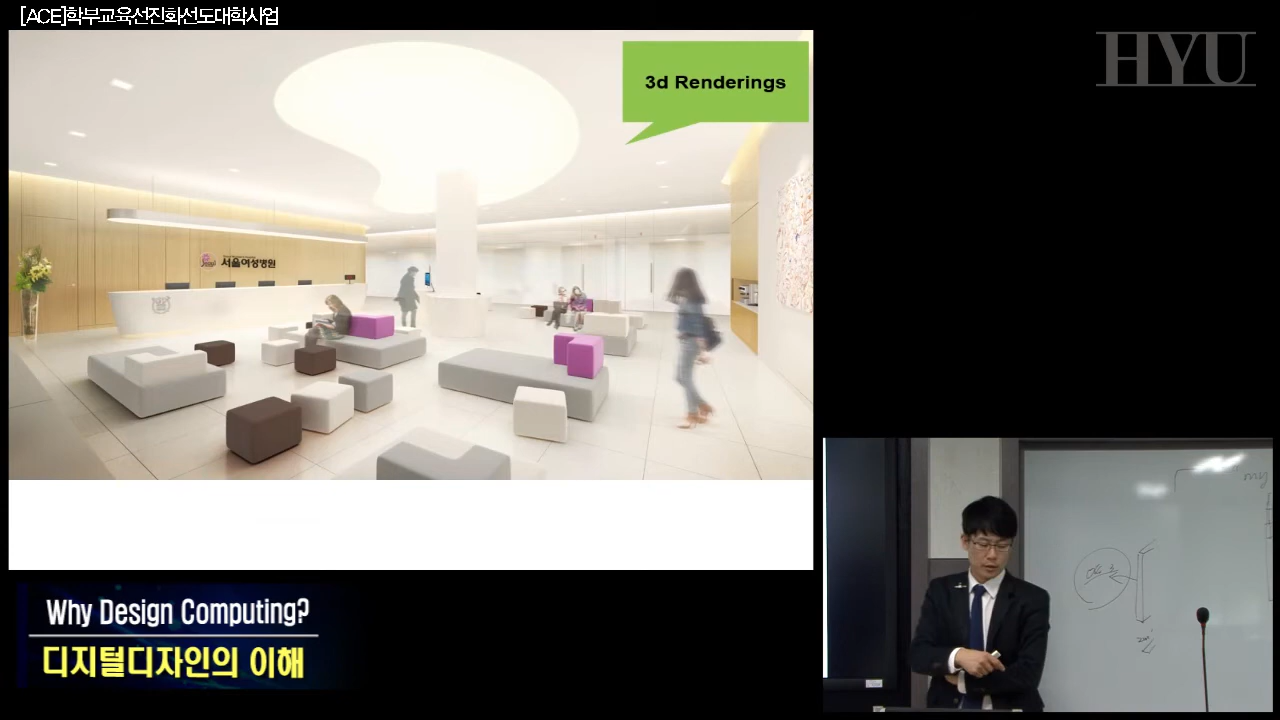 [ACE]학부교육선진화선도대학사업
HYU
3d Renderings
서울여성병원
Why Design Computing?
디지털디자인의 이해